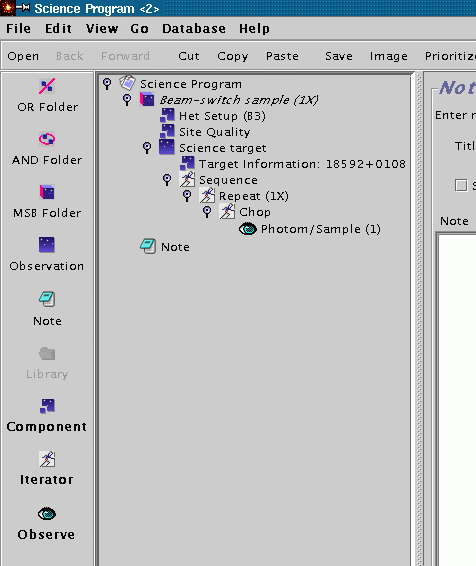 Science Program <2>
File Edit View Go Database Help
Open Back Forward Cut Copy Paste Save Image Prioritize
OR Folder
AND Folder
MSB Folder
Observation
Note
Library
Component
Iterator
Observe
Science Program
Beam-switch sample (1X)
Het Setup (B3)
Site Quality
Science target
Target Information: 18592+0108
Sequence
Repeat (1X)
Chop
Photom/Sample (1)
Note
Not
Enter n
Titl
S
Note